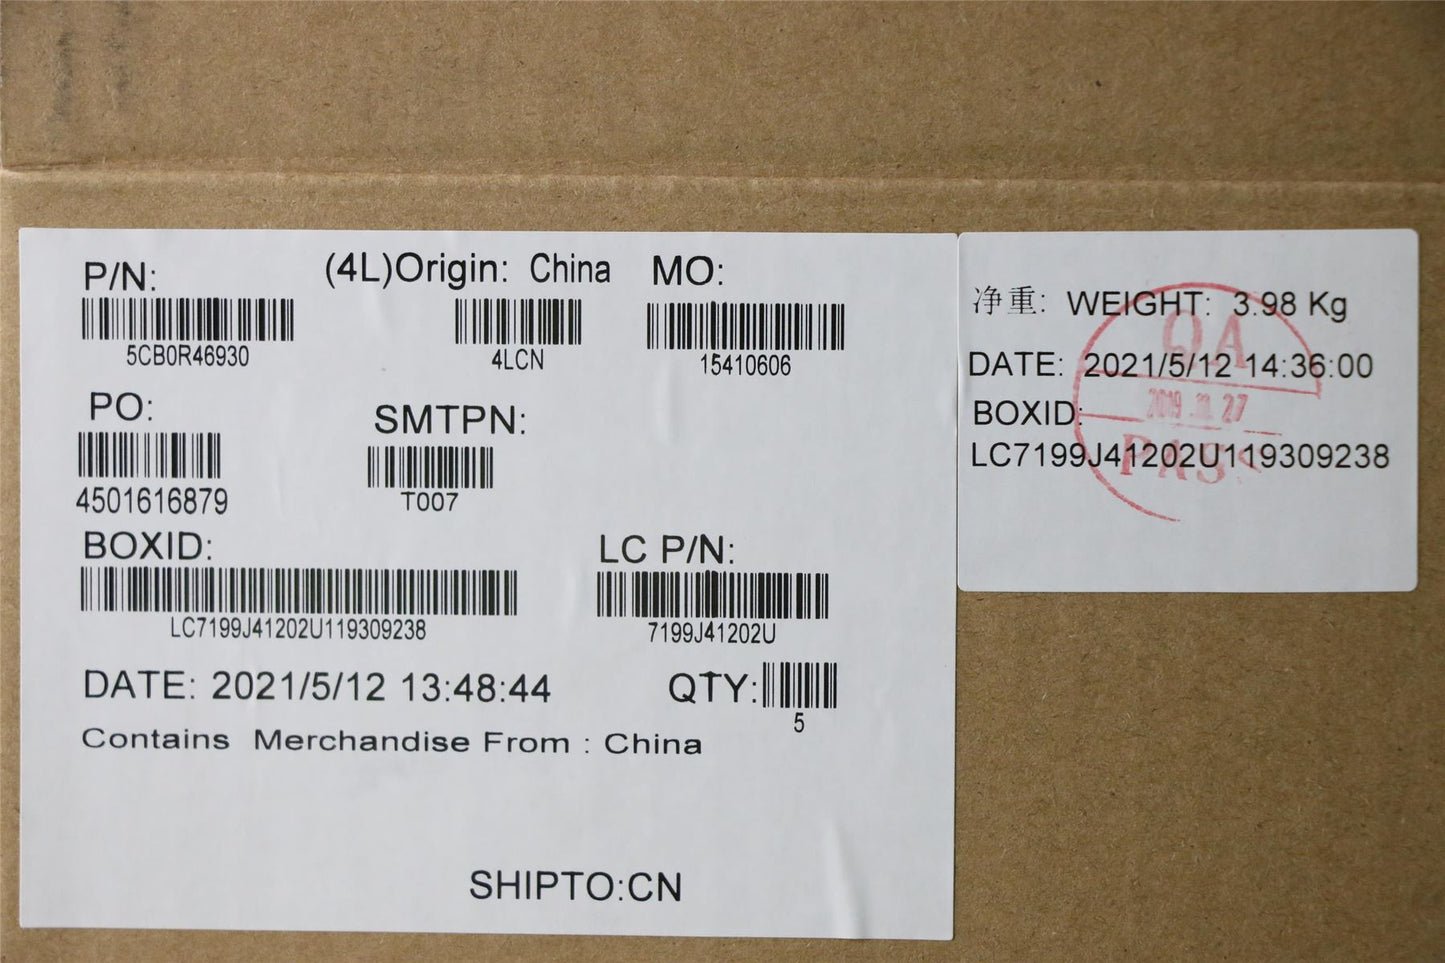 P/N:
5CB0R46930
(4L)Origin: China
4LCN
MO:
15410606
PO:
4501616879
SMTPN:
T007
BOXID:
LC7199J41202U119309238
LC P/N:
7199J41202U
DATE: 2021/5/12 13:48:44
QTY:
5
Contains Merchandise From : China
SHIPTO:CN
净重: WEIGHT: 3.98 Kg
DATE: 2021/5/12 14:36:00
BOXID:
LC7199J41202U119309238
QA